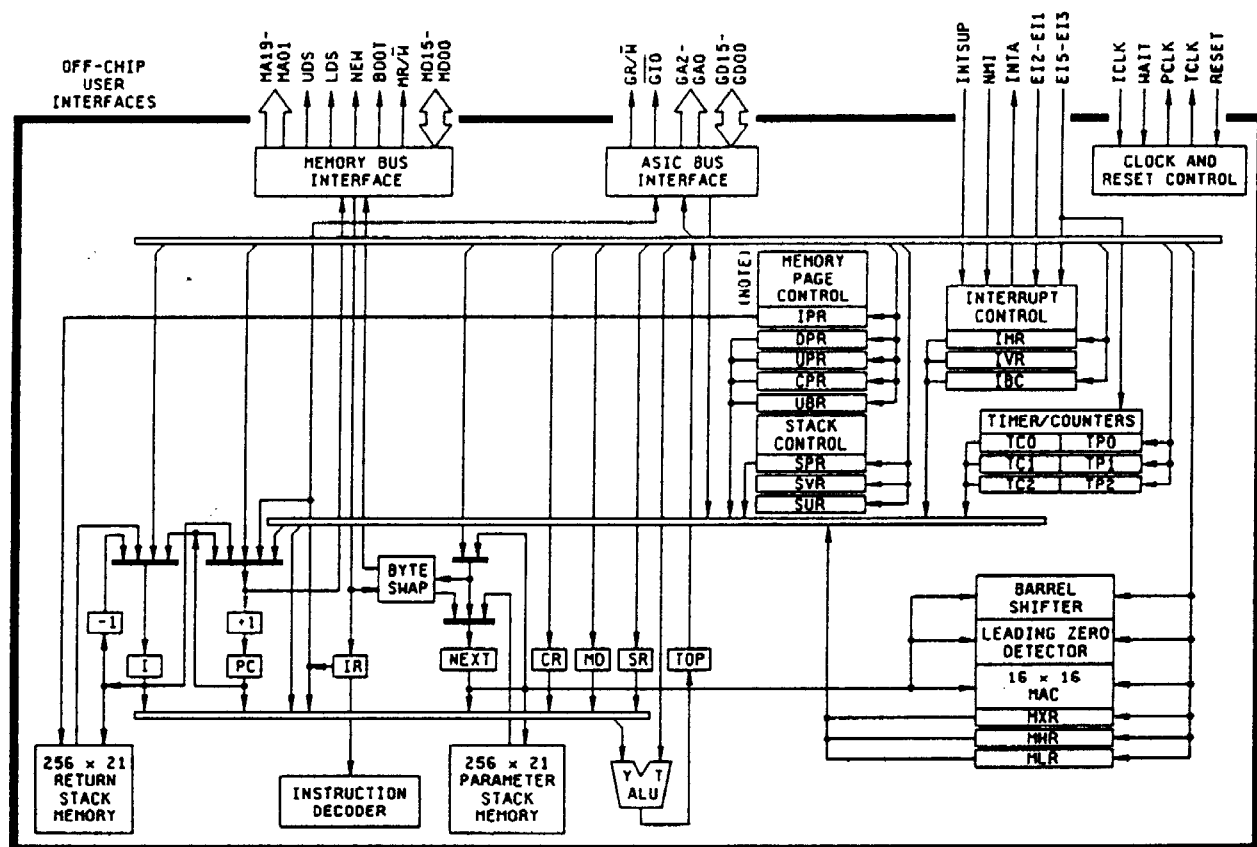 OFF-CHIP
USER
INTERFACES
MA19-
MA01
UDS
LDS
NEW
BOOT
MR/W̅
MD15-
MD00
GR/W̅
G̅I̅O̅
GA2-
GA0
GD15-
GD00
INTSUP
NMI
INTA
EI2-EI1
EI5-EI3
ICLK
WAIT
PCLK
TCLK
RESET
MEMORY BUS
INTERFACE
ASIC BUS
INTERFACE
CLOCK AND
RESET CONTROL
(NOTE)
MEMORY
PAGE
CONTROL
IPR
DPR
UPR
CPR
UBR
STACK
CONTROL
SPR
SVR
SUR
INTERRUPT
CONTROL
IMR
IVR
IBC
TIMER/COUNTERS
TC0 TP0
TC1 TP1
TC2 TP2
BYTE
SWAP
-1
+1
I
PC
IR
NEXT
CR
MD
SR
TOP
BARREL
SHIFTER
LEADING ZERO
DETECTOR
16 × 16
MAC
MXR
MHR
MLR
256 × 21
RETURN
STACK
MEMORY
INSTRUCTION
DECODER
256 × 21
PARAMETER
STACK
MEMORY
Y T
ALU